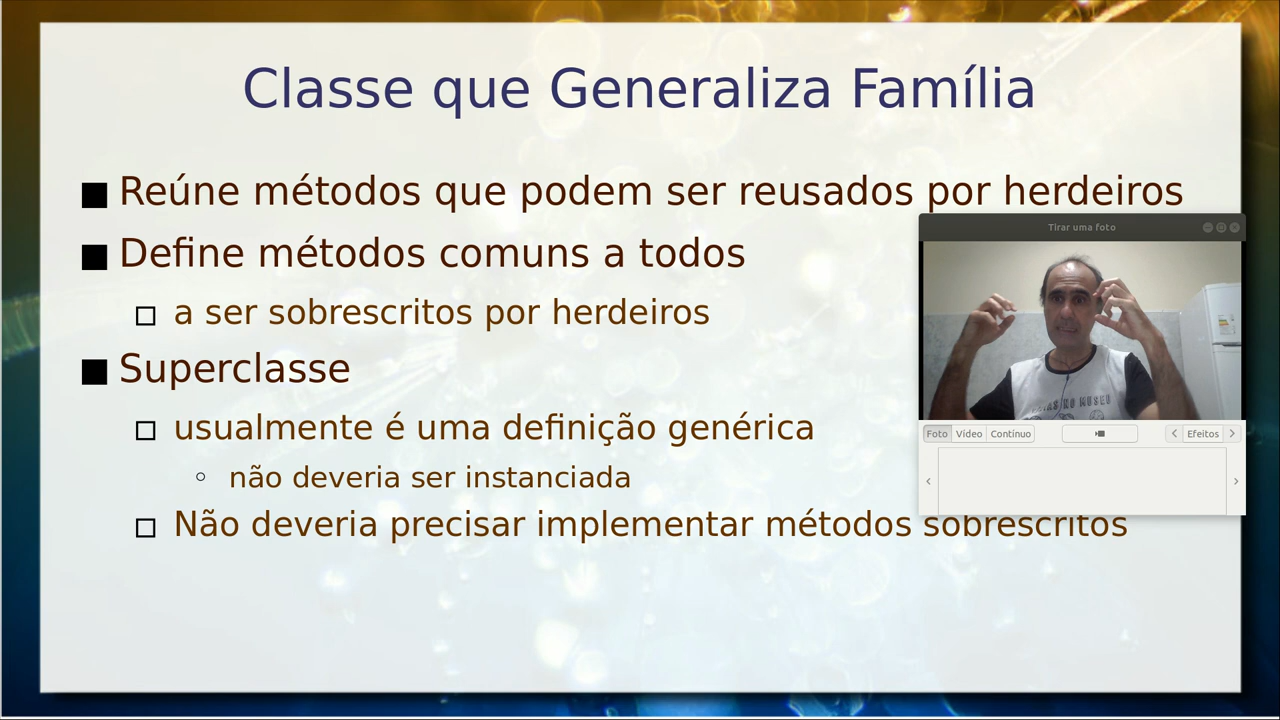 Classe que Generaliza Família
Reúne métodos que podem ser reusados por herdeiros
Define métodos comuns a todos
a ser sobrescritos por herdeiros
Superclasse
usualmente é uma definição genérica
não deveria ser instanciada
Não deveria precisar implementar métodos sobrescritos
Tirar uma foto
NO MUSEU
Foto Vídeo Contínuo Efeitos